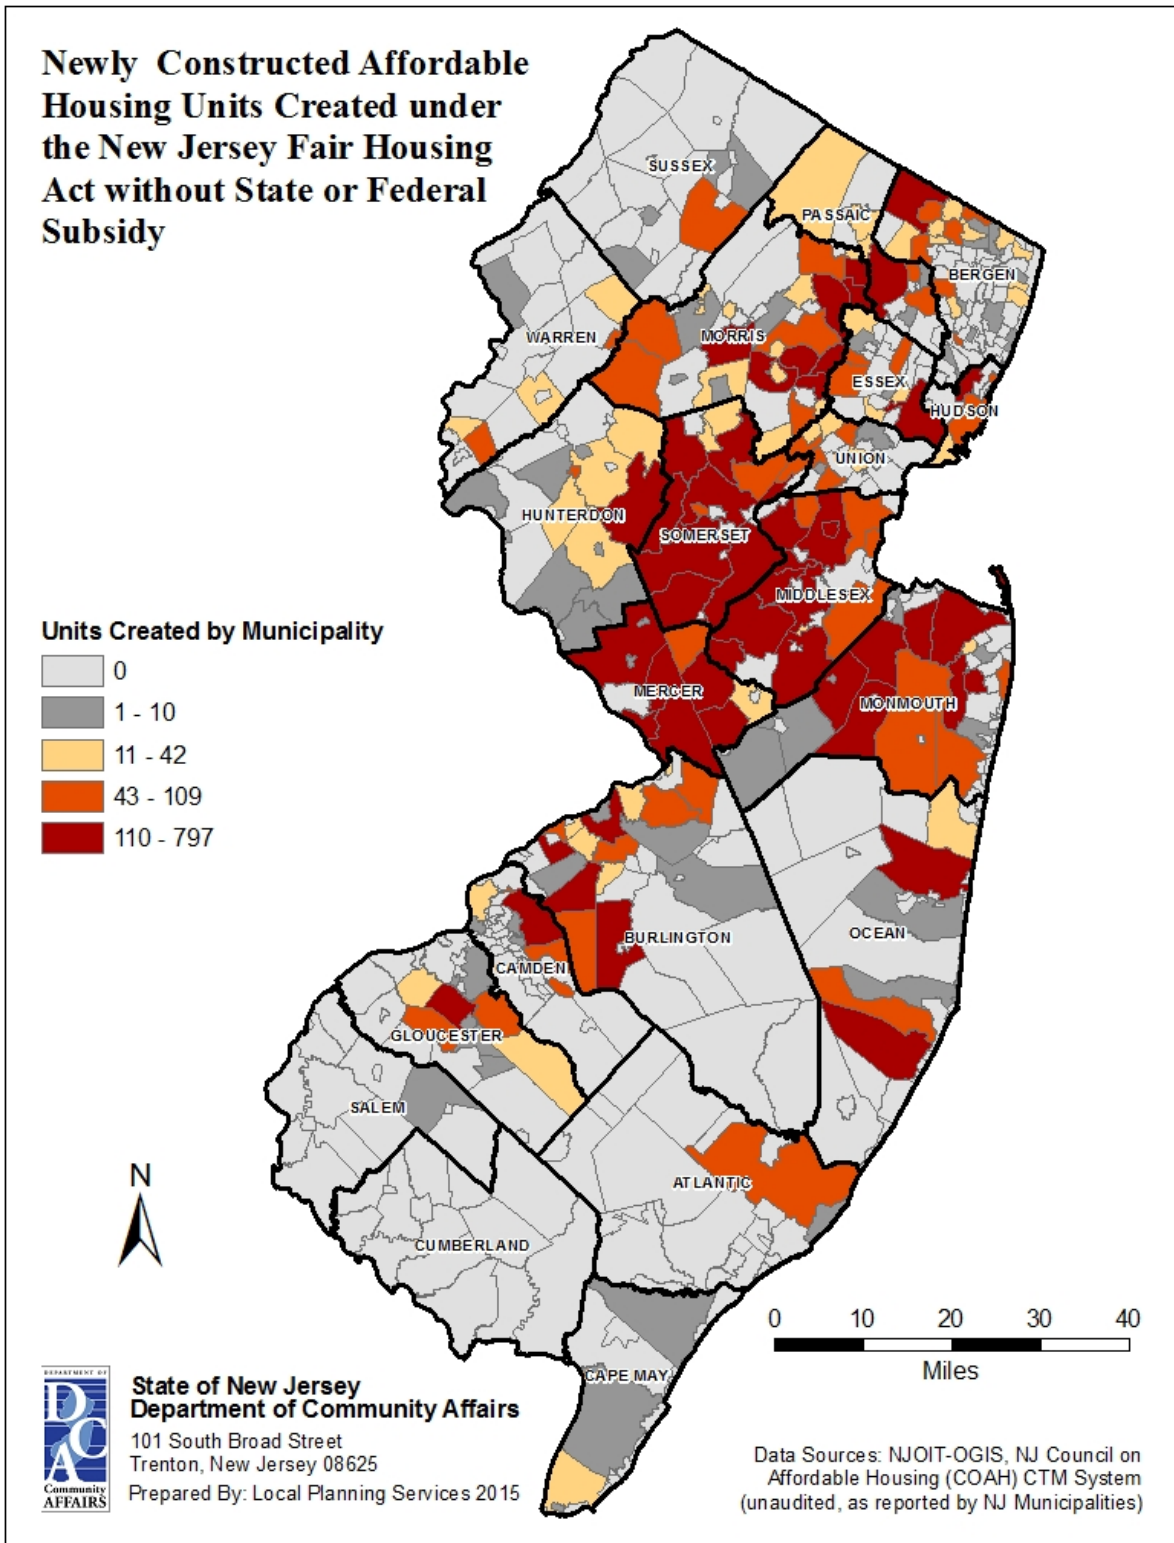 Newly Constructed Affordable
Housing Units Created under
the New Jersey Fair Housing
Act without State or Federal
Subsidy
SUSSEX
PASSAIC
BERGEN
WARREN
MORRIS
ESSEX
HUDSON
UNION
HUNTERDON
SOMERSET
MIDDLESEX
Units Created by Municipality
0
1 - 10
11 - 42
43 - 109
110 - 797
MERCER
MONMOUTH
OCEAN
BURLINGTON
CAMDEN
GLOUCESTER
SALEM
ATLANTIC
CUMBERLAND
CAPE MAY
N
0 10 20 30 40
Miles
DEPARTMENT OF
DCA
Community
AFFAIRS
State of New Jersey
Department of Community Affairs
101 South Broad Street
Trenton, New Jersey 08625
Prepared By: Local Planning Services 2015
Data Sources: NJOIT-OGIS, NJ Council on
Affordable Housing (COAH) CTM System
(unaudited, as reported by NJ Municipalities)